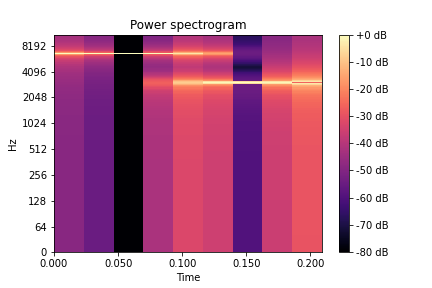 Power spectrogram
Hz
8192
4096
2048
1024
512
256
128
64
0
0.000 0.050 0.100 0.150 0.200
Time
+0 dB
-10 dB
-20 dB
-30 dB
-40 dB
-50 dB
-60 dB
-70 dB
-80 dB